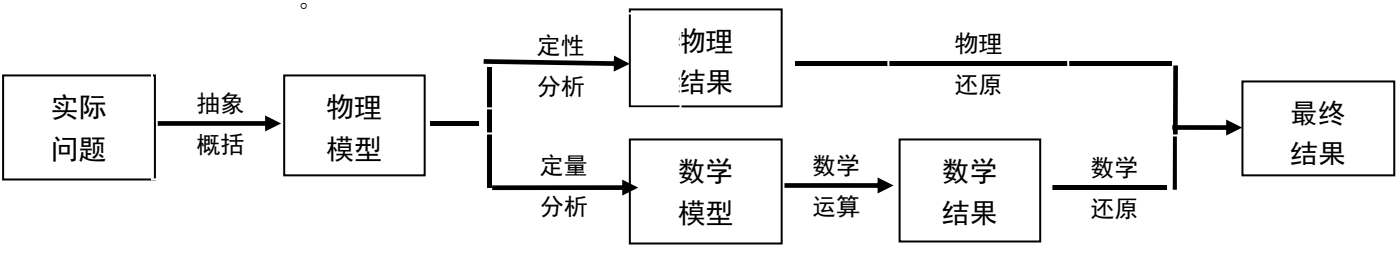 。
实际
问题
抽象
概括
物理
模型
定性
分析
物理
结果
物理
还原
定量
分析
数学
模型
数学
运算
数学
结果
数学
还原
最终
结果